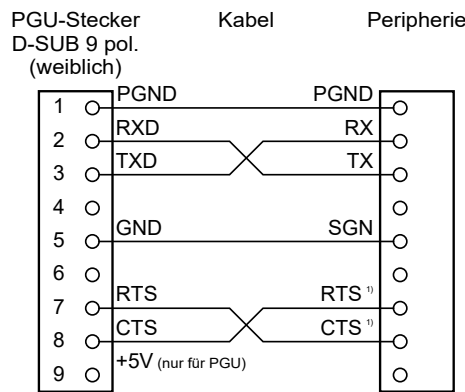 PGU-Stecker Kabel Peripherie
D-SUB 9 pol.
(weiblich)
1 PGND PGND
2 RXD RX
3 TXD TX
4
5 GND SGN
6
7 RTS RTS ¹⁾
8 CTS CTS ¹⁾
+5V (nur für PGU)
9